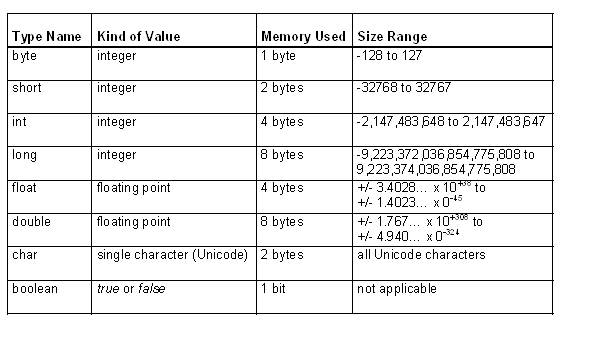 Type Name Kind of Value Memory Used Size Range
byte integer 1 byte -128 to 127
short integer 2 bytes -32768 to 32767
int integer 4 bytes -2,147,483,648 to 2,147,483,647
long integer 8 bytes -9,223,372,036,854,775,808 to
9,223,374,036,854,775,808
float floating point 4 bytes +/- 3.4028... x 10⁺³⁸ to
+/- 1.4023... x 0⁻⁴⁵
double floating point 8 bytes +/- 1.767... x 10⁺³⁰⁸ to
+/- 4.940... x 0⁻³²⁴
char single character (Unicode) 2 bytes all Unicode characters
boolean true or false 1 bit not applicable